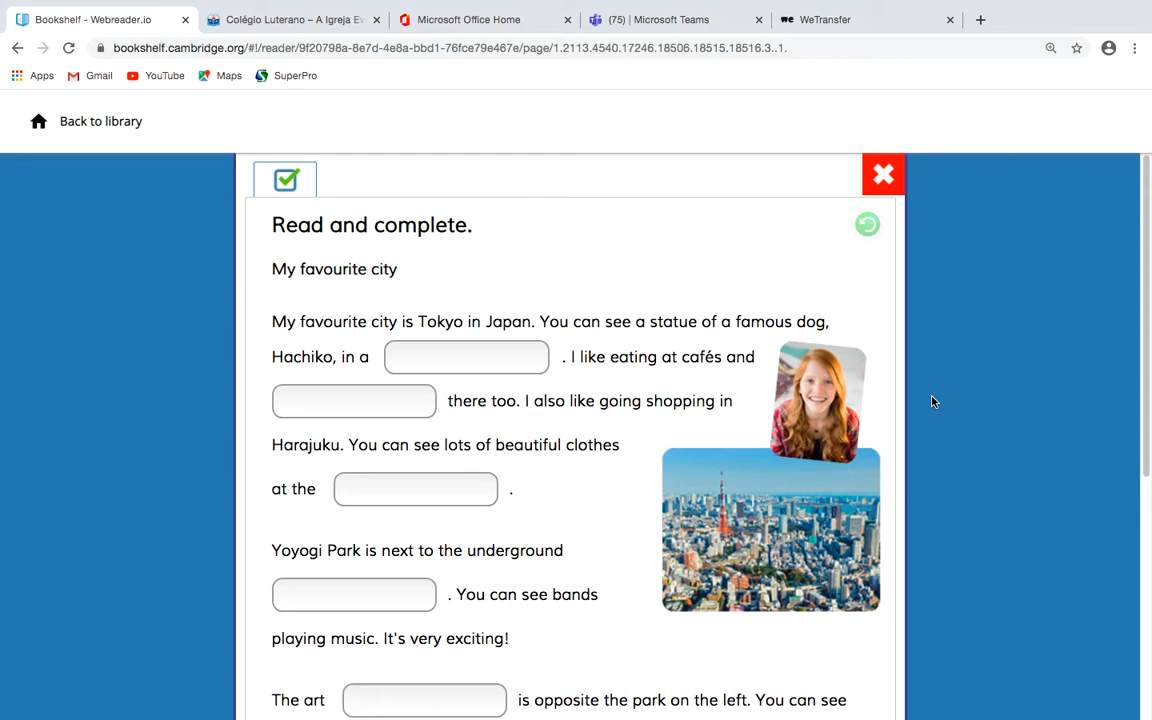 Bookshelf - Webreader.io
Colégio Luterano – A Igreja Ev
Microsoft Office Home
(75) | Microsoft Teams
WeTransfer
bookshelf.cambridge.org/#!/reader/9f20798a-8e7d-4e8a-bbd1-76fce79e467e/page/1.2113.4540.17246.18506.18515.18516.3..1.
Apps
Gmail
YouTube
Maps
SuperPro
Back to library
Read and complete.
My favourite city
My favourite city is Tokyo in Japan. You can see a statue of a famous dog,
Hachiko, in a . I like eating at cafés and
there too. I also like going shopping in
Harajuku. You can see lots of beautiful clothes
at the .
Yoyogi Park is next to the underground
. You can see bands
playing music. It's very exciting!
The art is opposite the park on the left. You can see